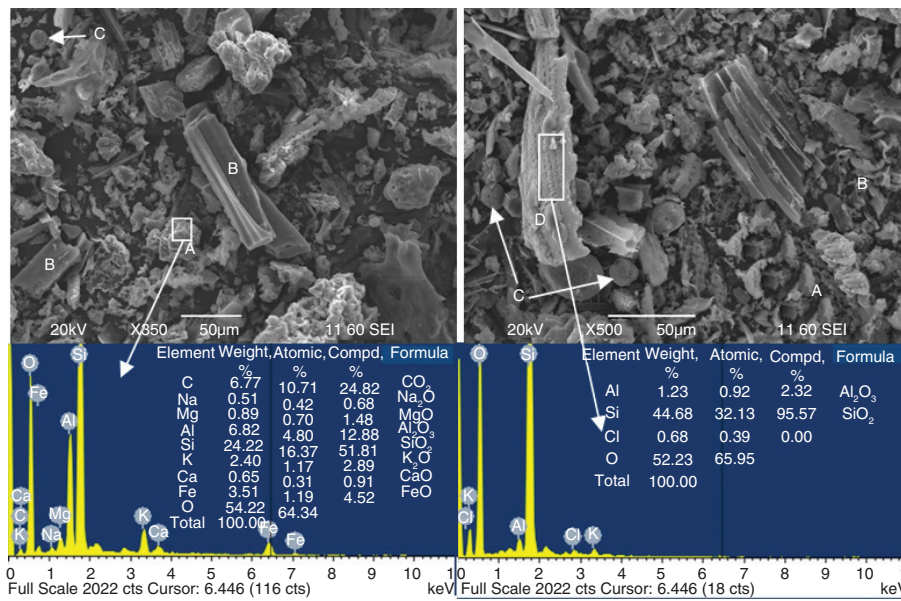 C
B
B
A
20kV X350 50µm 11 60 SEI
B
D
C
A
20kV X500 50µm 11 60 SEI
Element Weight, % Atomic, % Compd, % Formula
C 6.77 10.71 24.82 CO2
Na 0.51 0.42 0.68 Na2O
Mg 0.89 0.70 1.48 MgO
Al 6.82 4.80 12.88 Al2O3
Si 24.22 16.37 51.81 SiO2
K 2.40 1.17 2.89 K2O
Ca 0.65 0.31 0.91 CaO
Fe 3.51 1.19 4.52 FeO
O 54.22 64.34
Total 100.00
O
Si
Fe
Al
Ca
C
Mg
K
Na
K
Ca
Fe
Fe
0 1 2 3 4 5 6 7 8 9 10
Full Scale 2022 cts Cursor: 6.446 (116 cts) keV
Element Weight, % Atomic, % Compd, % Formula
Al 1.23 0.92 2.32 Al2O3
Si 44.68 32.13 95.57 SiO2
Cl 0.68 0.39 0.00
O 52.23 65.95
Total 100.00
O
Si
K
Cl
K
Al
Cl
K
0 1 2 3 4 5 6 7 8 9 10
Full Scale 2022 cts Cursor: 6.446 (18 cts) keV